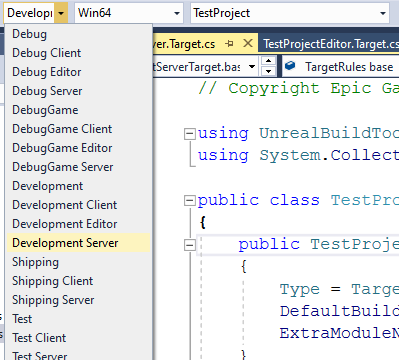 Develop Win64 TestProject
Debug
Debug Client
Debug Editor
Debug Server
DebugGame
DebugGame Client
DebugGame Editor
DebugGame Server
Development
Development Client
Development Editor
Development Server
Shipping
Shipping Client
Shipping Server
Test
Test Client
Test Server
ver.Target.cs TestProjectEditor.Target.cs
tServerTarget.bas TargetRules base
// Copyright Epic Ga
using UnrealBuildToo
using System.Collect
public class TestPro
{
public TestProje
{
Type = Targe
DefaultBuild
ExtraModuleN